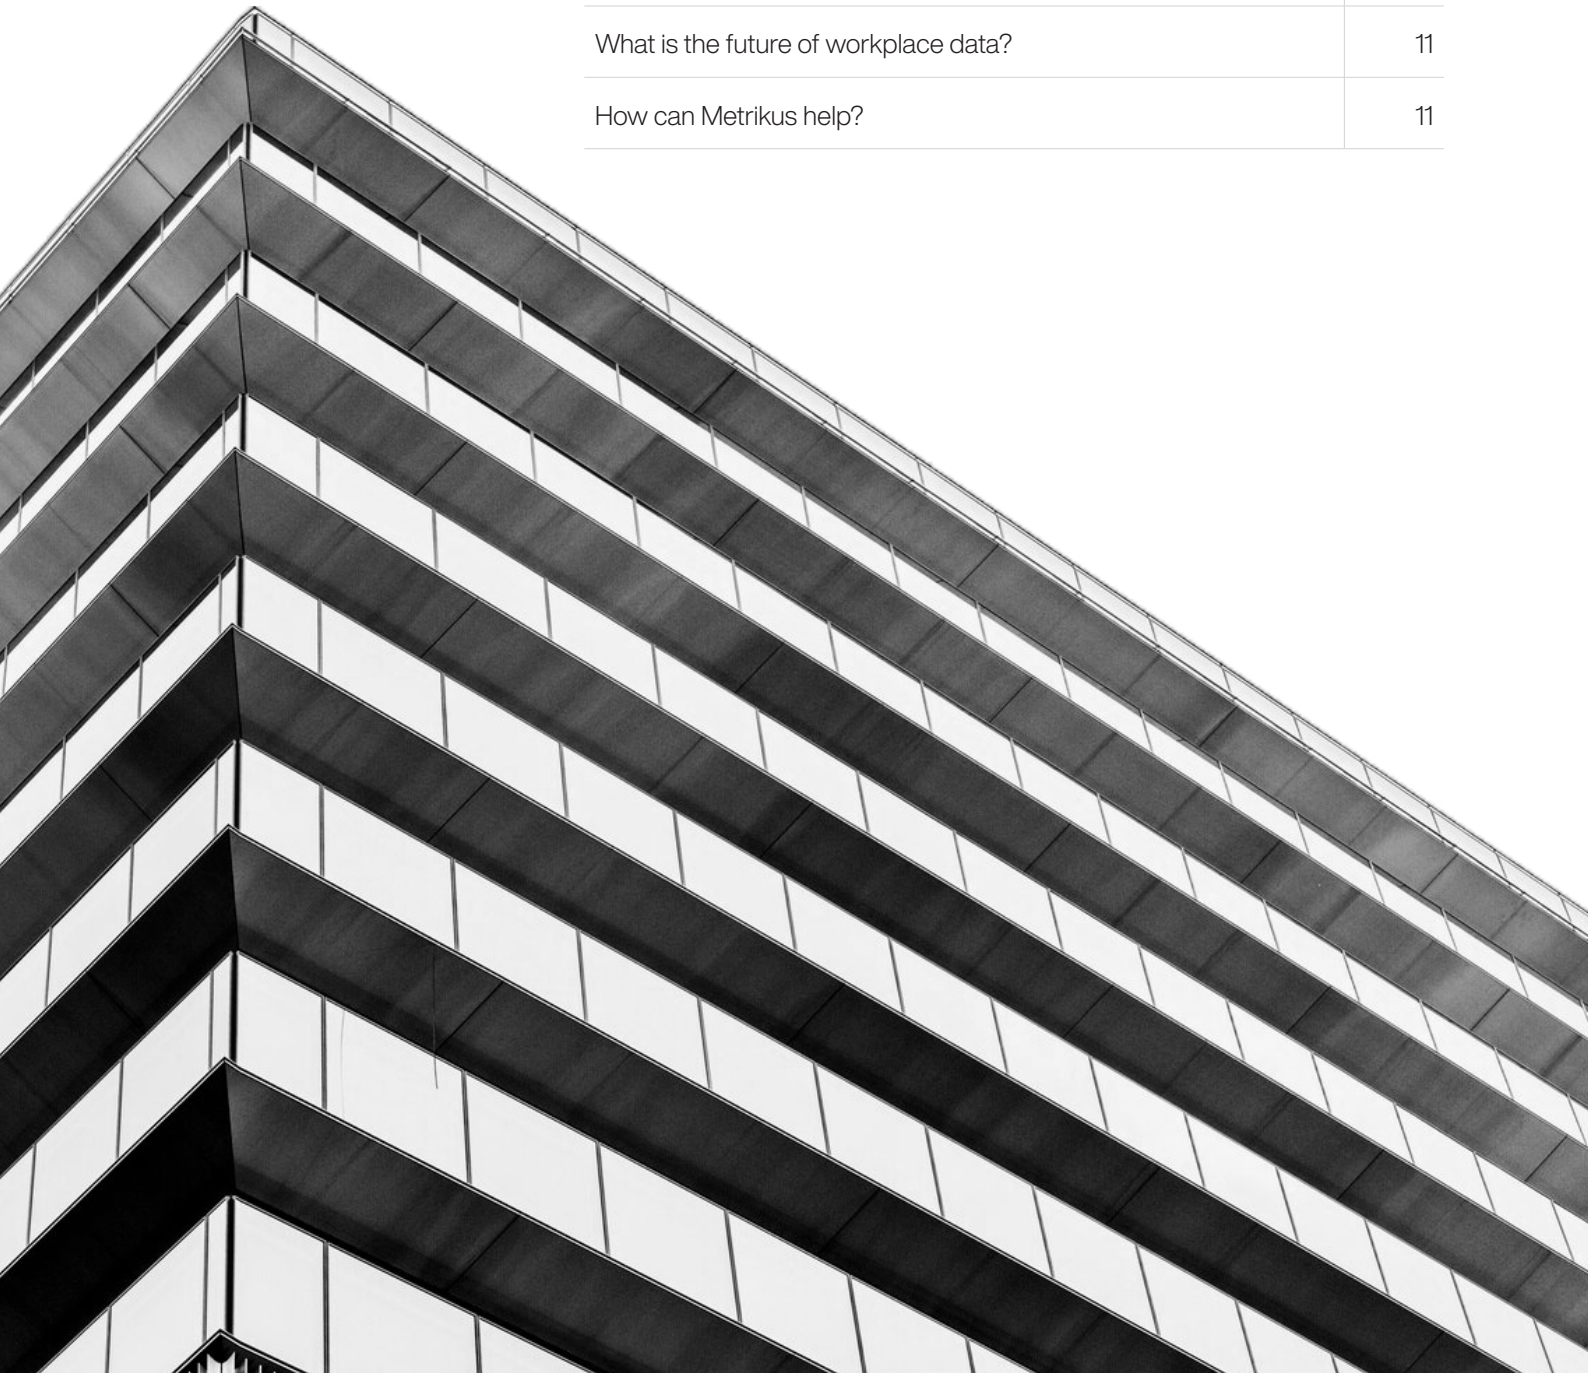 What is the future of workplace data? 11
How can Metrikus help? 11